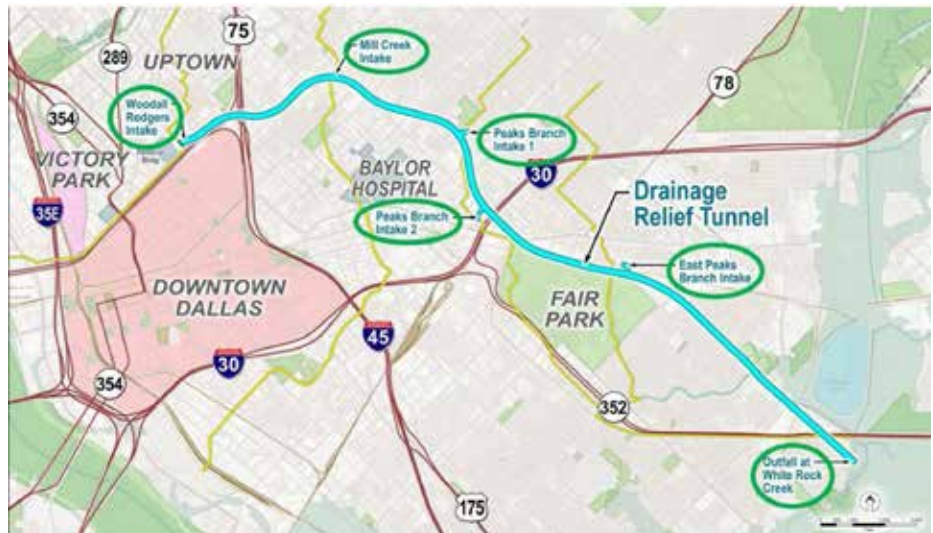 75
289
UPTOWN
Mill Creek
Intake
78
354
Woodall
Rodgers
Intake
VICTORY
PARK
Peaks Branch
Intake 1
BAYLOR
HOSPITAL
30
35E
Drainage
Relief Tunnel
Peaks Branch
Intake 2
East Peaks
Branch Intake
DOWNTOWN
DALLAS
FAIR
PARK
45
30
354
352
Outfall at
White Rock
Creek
175